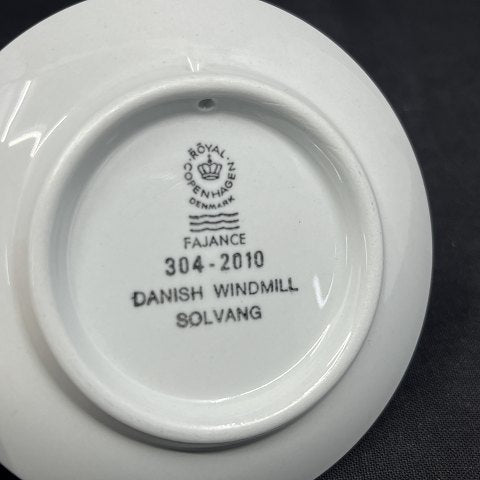 ROYAL COPENHAGEN
DENMARK
FAJANCE
304-2010
DANISH WINDMILL
SOLVANG